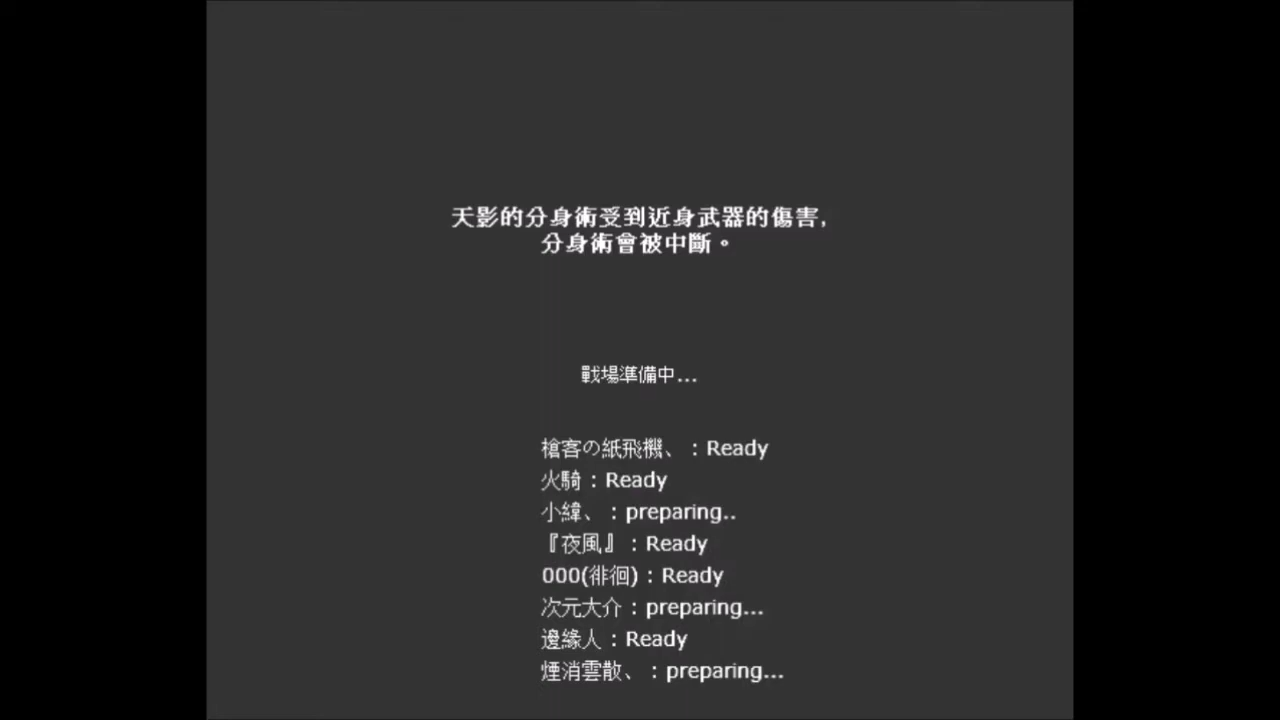 天影的分身術受到近身武器的傷害,
分身術會被中斷。
戰場準備中...
槍客の紙飛機、：Ready
火騎：Ready
小緯、：preparing..
『夜風』：Ready
000(徘徊)：Ready
次元大介：preparing...
邊緣人：Ready
煙消雲散、：preparing...